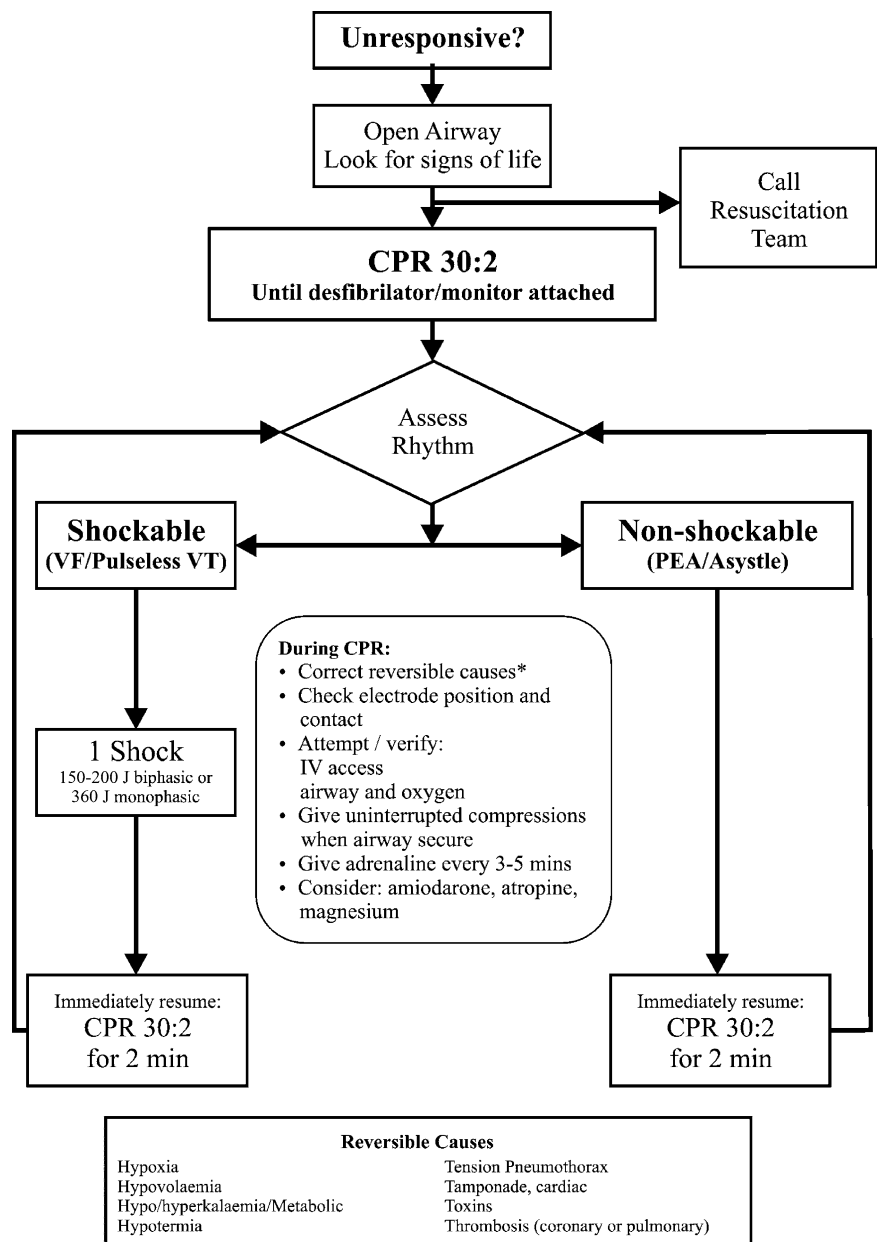 Unresponsive?
Open Airway
Look for signs of life
Call
Resuscitation
Team
CPR 30:2
Until desfibrilator/monitor attached
Assess
Rhythm
Shockable
(VF/Pulseless VT)
Non-shockable
(PEA/Asystle)
During CPR:
• Correct reversible causes*
• Check electrode position and
contact
• Attempt / verify:
IV access
airway and oxygen
• Give uninterrupted compressions
when airway secure
• Give adrenaline every 3-5 mins
• Consider: amiodarone, atropine,
magnesium
1 Shock
150-200 J biphasic or
360 J monophasic
Immediately resume:
CPR 30:2
for 2 min
Immediately resume:
CPR 30:2
for 2 min
Reversible Causes
Hypoxia
Hypovolaemia
Hypo/hyperkalaemia/Metabolic
Hypotermia
Tension Pneumothorax
Tamponade, cardiac
Toxins
Thrombosis (coronary or pulmonary)